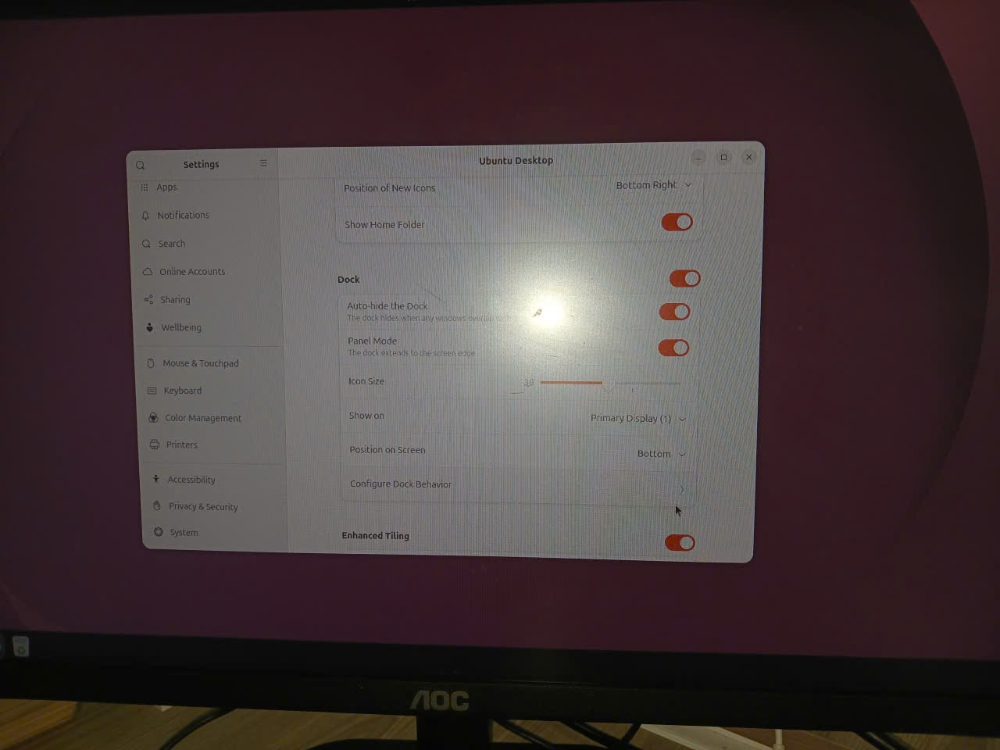 Settings
Ubuntu Desktop
Apps
Notifications
Search
Online Accounts
Sharing
Wellbeing
Mouse & Touchpad
Keyboard
Color Management
Printers
Accessibility
Privacy & Security
System
Position of New Icons
Bottom Right
Show Home Folder
Dock
Auto-hide the Dock
The dock hides when any windows overlap with
Panel Mode
The dock extends to the screen edge
Icon Size
39
Show on
Primary Display (1)
Position on Screen
Bottom
Configure Dock Behavior
Enhanced Tiling
AOC